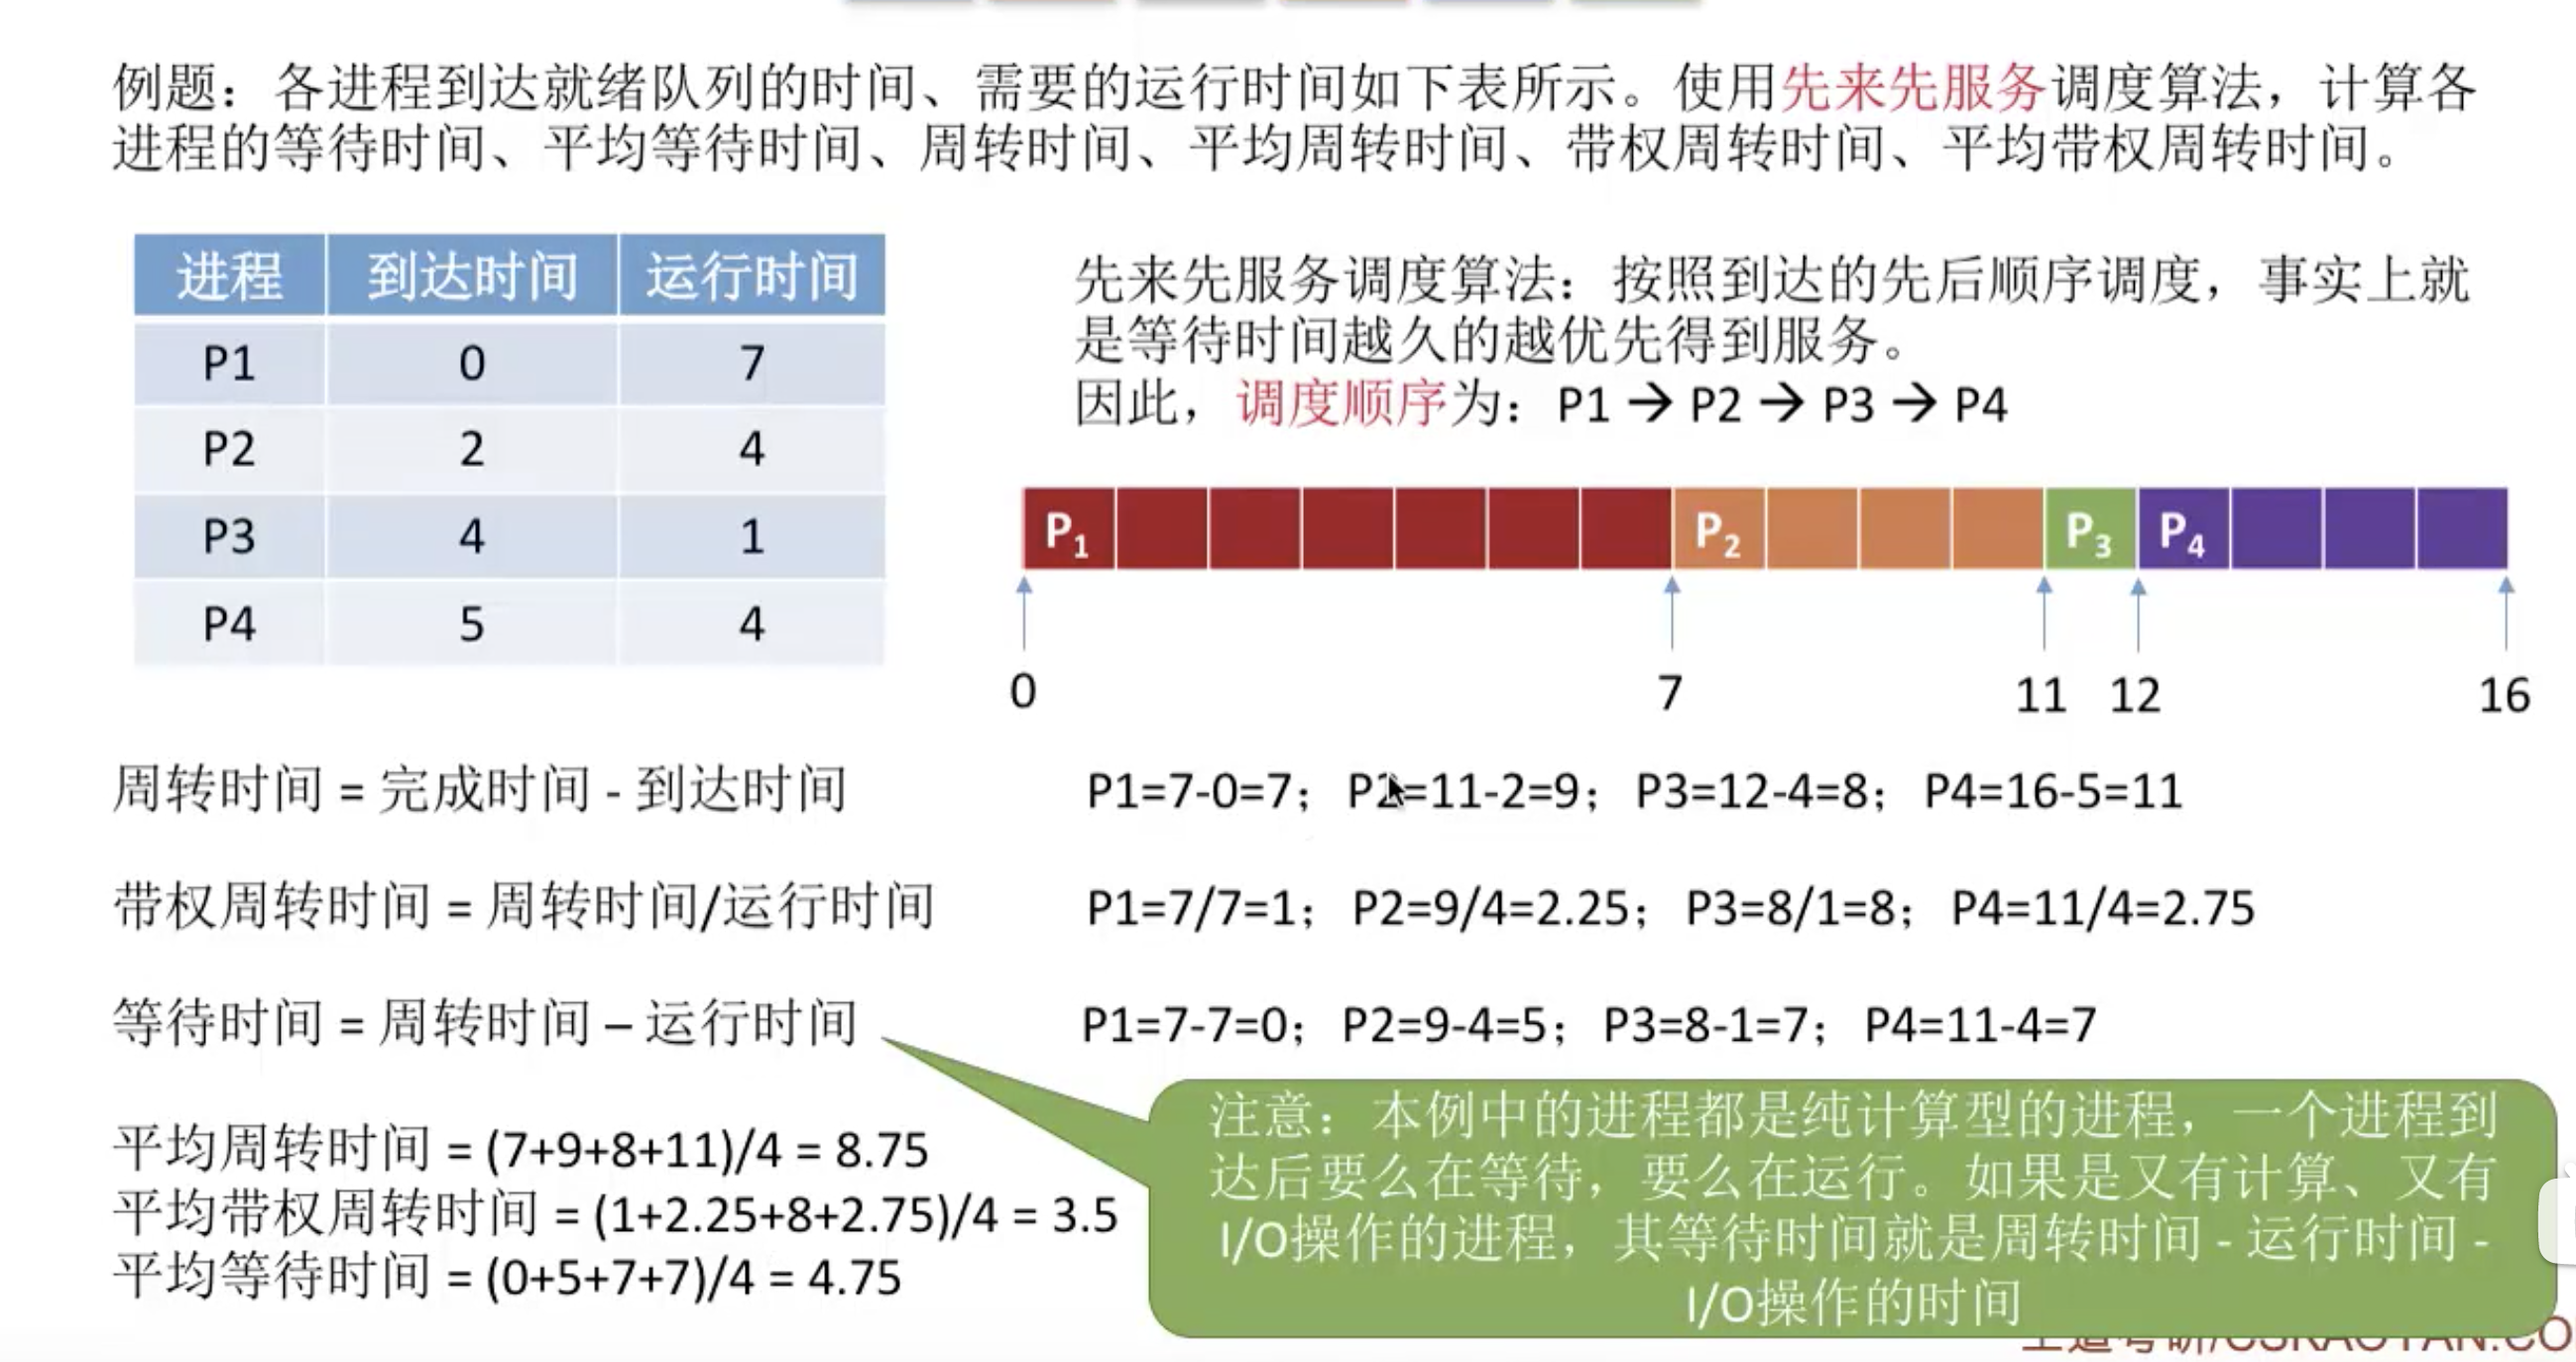 例题：各进程到达就绪队列的时间、需要的运行时间如下表所示。使用先来先服务调度算法，计算各
进程的等待时间、平均等待时间、周转时间、平均周转时间、带权周转时间、平均带权周转时间。
进程 到达时间 运行时间
P1 0 7
P2 2 4
P3 4 1
P4 5 4
先来先服务调度算法：按照到达的先后顺序调度，事实上就
是等待时间越久的越优先得到服务。
因此，调度顺序为：P1 → P2 → P3 → P4
P1 P2 P3 P4
0 7 11 12 16
周转时间 = 完成时间 - 到达时间
P1=7-0=7； P2=11-2=9； P3=12-4=8； P4=16-5=11
带权周转时间 = 周转时间/运行时间
P1=7/7=1； P2=9/4=2.25； P3=8/1=8； P4=11/4=2.75
等待时间 = 周转时间 – 运行时间
P1=7-7=0； P2=9-4=5； P3=8-1=7； P4=11-4=7
平均周转时间 = (7+9+8+11)/4 = 8.75
平均带权周转时间 = (1+2.25+8+2.75)/4 = 3.5
平均等待时间 = (0+5+7+7)/4 = 4.75
注意：本例中的进程都是纯计算型的进程，一个进程到
达后要么在等待，要么在运行。如果是又有计算、又有
I/O操作的进程，其等待时间就是周转时间 - 运行时间 -
I/O操作的时间